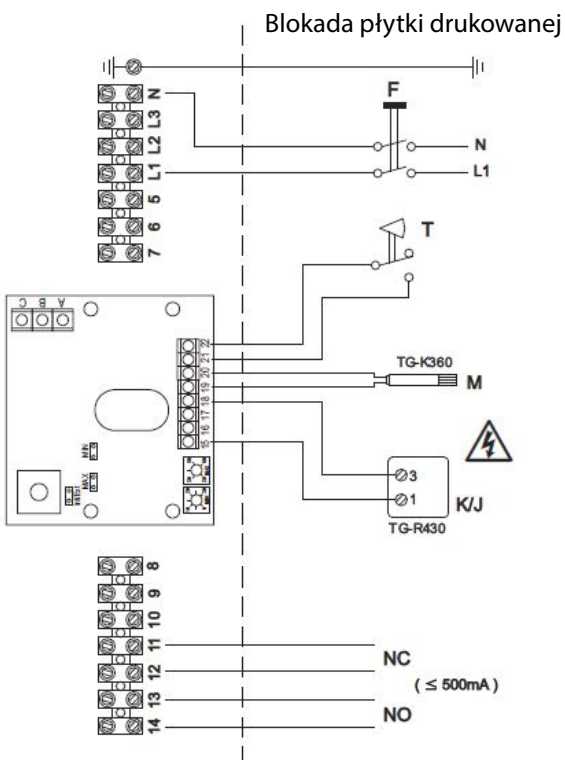 Blokada płytki drukowanej
F
N
L3
L2
L1
5
6
7
N
L1
T
C B A
22
21
20
19
18
17
16
15
TG-K360
M
MIN
MAX
3
1
K/J
TG-R430
8
9
10
11
12
13
14
NC
( ≤ 500mA )
NO